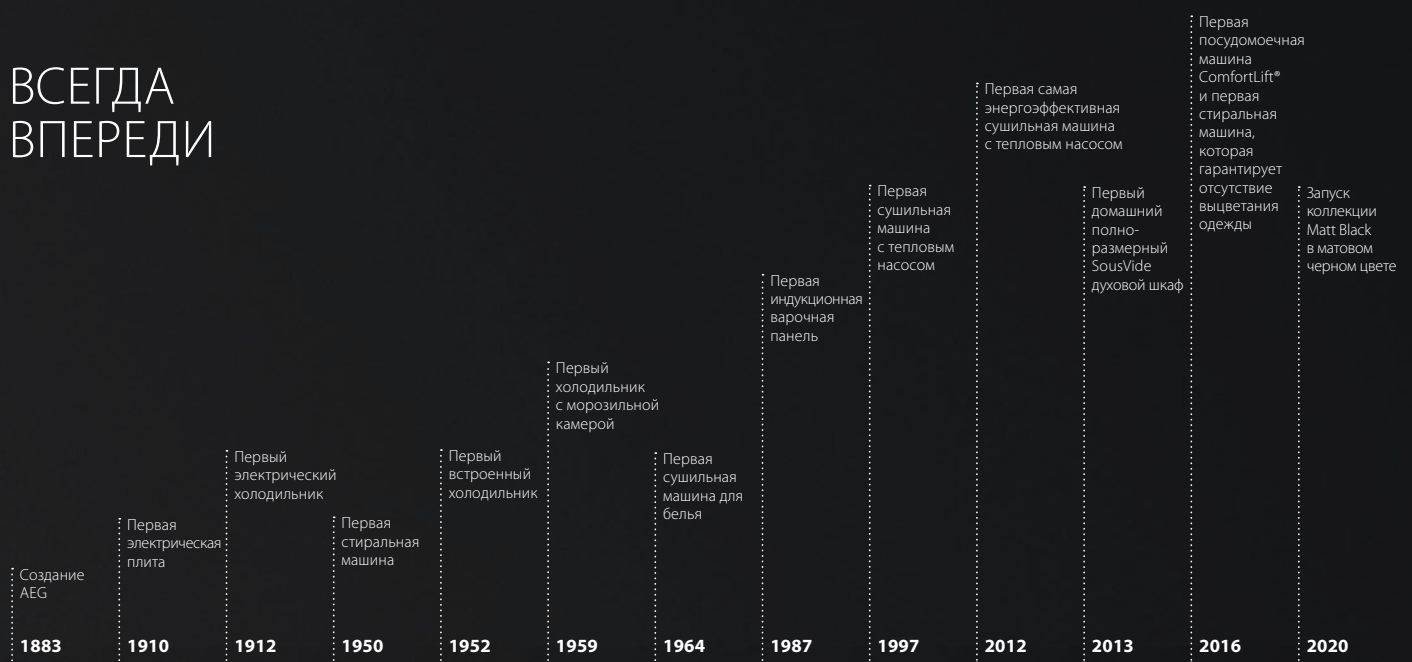 ВСЕГДА
ВПЕРЕДИ
Создание
AEG
1883
Первая
электрическая
плита
1910
Первый
электрический
холодильник
1912
Первая
стиральная
машина
1950
Первый
встроенный
холодильник
1952
Первый
холодильник
с морозильной
камерой
1959
Первая
сушильная
машина для
белья
1964
Первая
индукционная
варочная
панель
1987
Первая
сушильная
машина
с тепловым
насосом
1997
Первая самая
энергоэффективная
сушильная машина
с тепловым насосом
2012
Первый
домашний
полно-
размерный
SousVide
духовой шкаф
2013
Первая
посудомоечная
машина
ComfortLift®
и первая
стиральная
машина,
которая
гарантирует
отсутствие
выцветания
одежды
2016
Запуск
коллекции
Matt Black
в матовом
черном цвете
2020